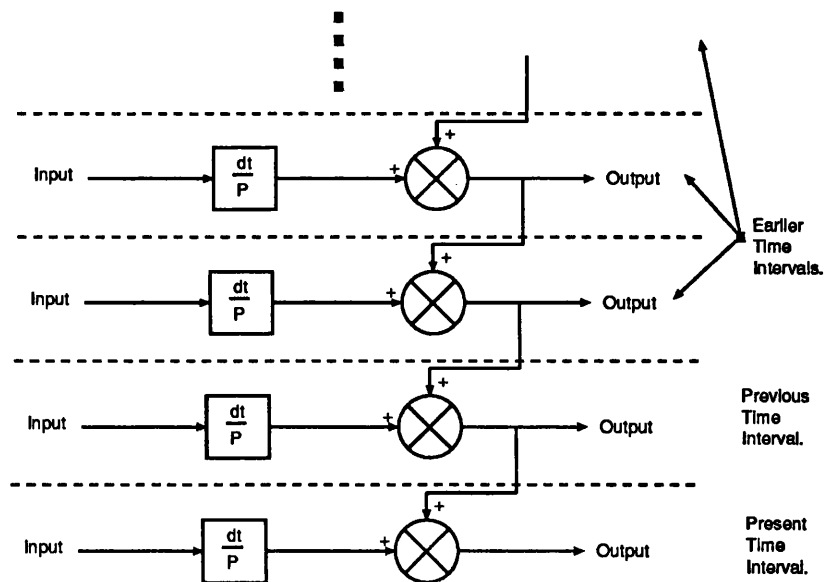 +
Input
dt
P
+
Output
Earlier
Time
Intervals.
+
Input
dt
P
+
Output
+
Input
dt
P
+
Output
Previous
Time
Interval.
+
Input
dt
P
+
Output
Present
Time
Interval.